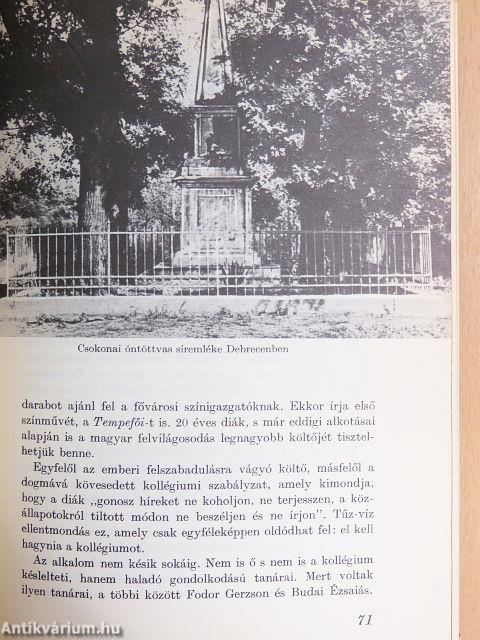 Csokonai öntöttvas síremléke Debrecenben
darabot ajánl fel a fővárosi színigazgatóknak. Ekkor írja első
színművét, a Tempefői-t is. 20 éves diák, s már eddigi alkotásai
alapján is a magyar felvilágosodás legnagyobb költőjét tisztel-
hetjük benne.
Egyfelől az emberi felszabadulásra vágyó költő, másfelől a
dogmává kövesedett kollégiumi szabályzat, amely kimondja,
hogy a diák „gonosz híreket ne koholjon, ne terjesszen, a köz-
állapotokról tiltott módon ne beszéljen és ne írjon". Tűz-víz
ellentmondás ez, amely csak egyféleképpen oldódhat fel: el kell
hagynia a kollégiumot.
Az alkalom nem késik sokáig. Nem is ő s nem is a kollégium
késlelteti, hanem haladó gondolkodású tanárai. Mert voltak
ilyen tanárai, a többi között Fodor Gerzson és Budai Ézsaiás.
71
Antikvárium.hu